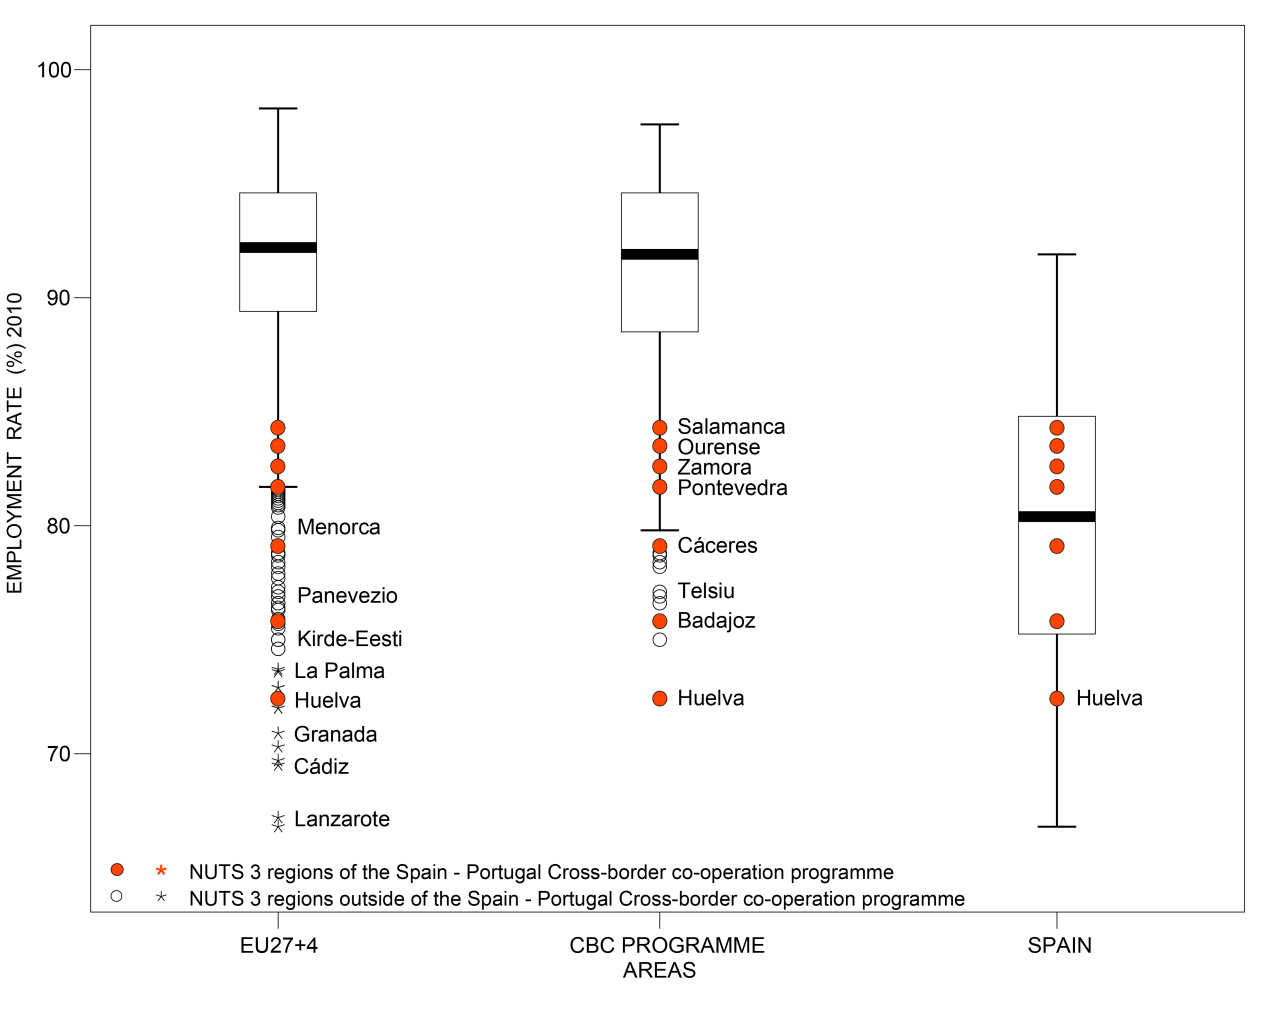 EMPLOYMENT RATE (%) 2010
100
90
80
70
Menorca
Panevezio
Kirde-Eesti
La Palma
Huelva
Granada
Cádiz
Lanzarote
Salamanca
Ourense
Zamora
Pontevedra
Cáceres
Telsiu
Badajoz
Huelva
Huelva
NUTS 3 regions of the Spain - Portugal Cross-border co-operation programme
NUTS 3 regions outside of the Spain - Portugal Cross-border co-operation programme
EU27+4
CBC PROGRAMME
AREAS
SPAIN